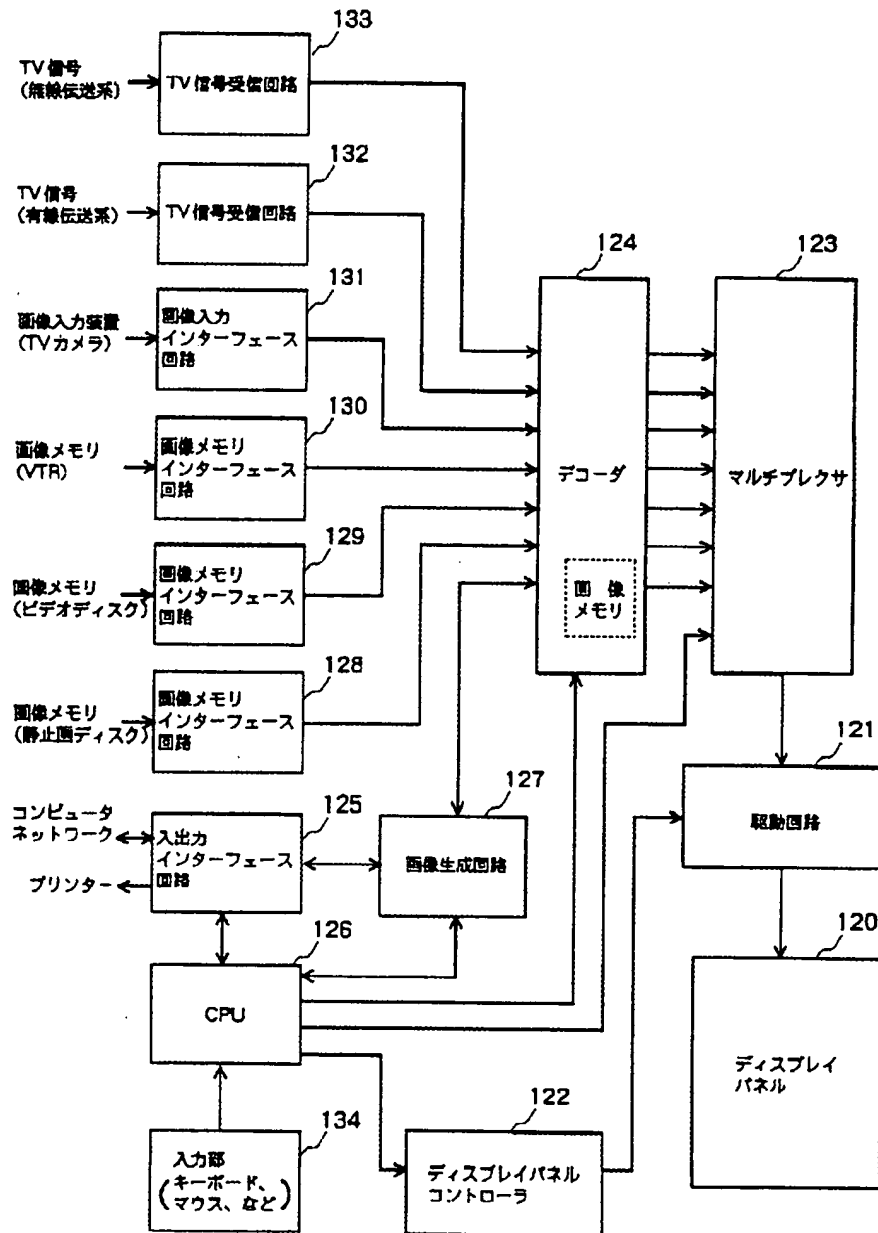 133
TV信号
(無線伝送系)
TV信号受信回路
132
TV信号
(有線伝送系)
TV信号受信回路
131
画像入力装置
(TVカメラ)
画像入力
インターフェース
回路
130
画像メモリ
(VTR)
画像メモリ
インターフェース
回路
129
画像メモリ
(ビデオディスク)
画像メモリ
インターフェース
回路
128
画像メモリ
(静止画ディスク)
画像メモリ
インターフェース
回路
124
デコーダ
画 像
メモリ
123
マルチプレクサ
125
コンピュータ
ネットワーク
プリンター
入出力
インターフェース
回路
127
画像生成回路
121
駆動回路
126
CPU
120
ディスプレイ
パネル
134
入力部
(キーボード、
マウス、など)
122
ディスプレイパネル
コントローラ